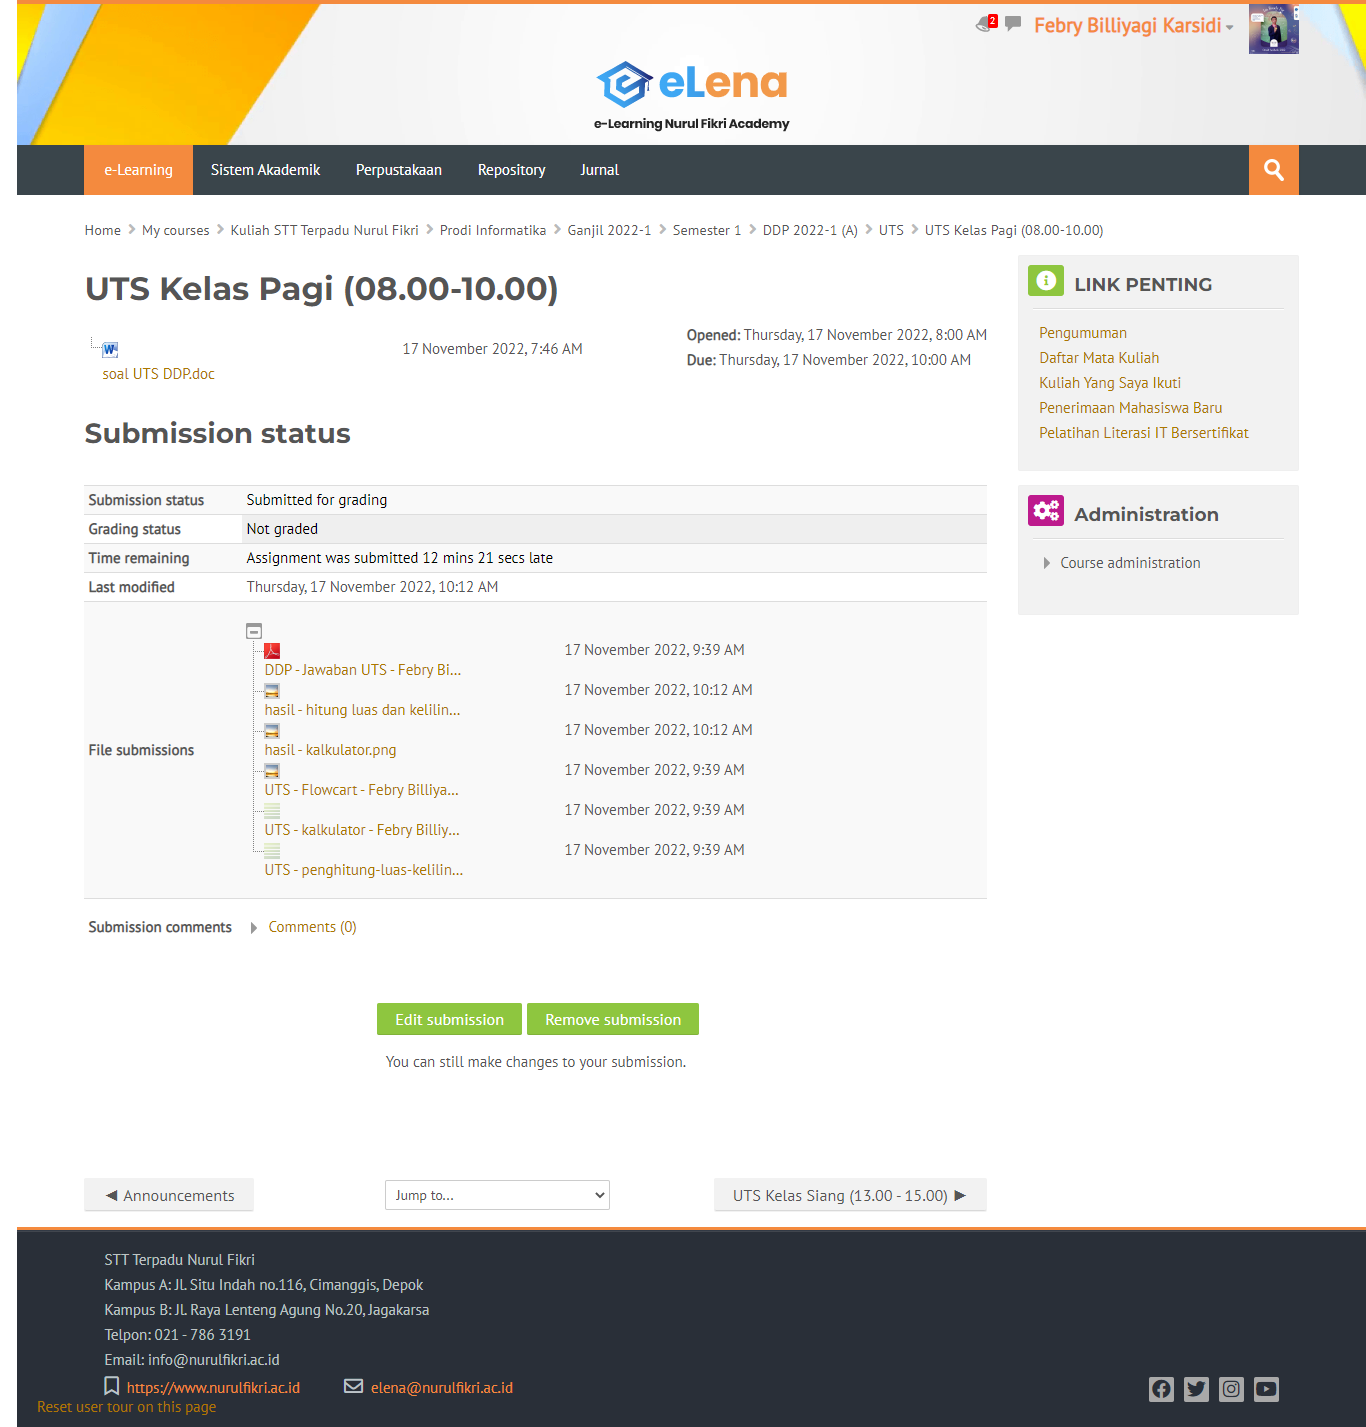 2
Febry Billiyagi Karsidi
eLena
e-Learning Nurul Fikri Academy
e-Learning Sistem Akademik Perpustakaan Repository Jurnal
Home My courses Kuliah STT Terpadu Nurul Fikri Prodi Informatika Ganjil 2022-1 Semester 1 DDP 2022-1 (A) UTS UTS Kelas Pagi (08.00-10.00)
UTS Kelas Pagi (08.00-10.00)
soal UTS DDP.doc 17 November 2022, 7:46 AM
Opened: Thursday, 17 November 2022, 8:00 AM
Due: Thursday, 17 November 2022, 10:00 AM
Submission status
Submission status Submitted for grading
Grading status Not graded
Time remaining Assignment was submitted 12 mins 21 secs late
Last modified Thursday, 17 November 2022, 10:12 AM
File submissions
DDP - Jawaban UTS - Febry Bi... 17 November 2022, 9:39 AM
hasil - hitung luas dan kelilin... 17 November 2022, 10:12 AM
hasil - kalkulator.png 17 November 2022, 10:12 AM
UTS - Flowcart - Febry Billiya... 17 November 2022, 9:39 AM
UTS - kalkulator - Febry Billiy... 17 November 2022, 9:39 AM
UTS - penghitung-luas-kelilin... 17 November 2022, 9:39 AM
Submission comments Comments (0)
Edit submission Remove submission
You can still make changes to your submission.
◄ Announcements
Jump to...
UTS Kelas Siang (13.00 - 15.00) ►
LINK PENTING
Pengumuman
Daftar Mata Kuliah
Kuliah Yang Saya Ikuti
Penerimaan Mahasiswa Baru
Pelatihan Literasi IT Bersertifikat
Administration
Course administration
STT Terpadu Nurul Fikri
Kampus A: Jl. Situ Indah no.116, Cimanggis, Depok
Kampus B: Jl. Raya Lenteng Agung No.20, Jagakarsa
Telpon: 021 - 786 3191
Email: info@nurulfikri.ac.id
https://www.nurulfikri.ac.id elena@nurulfikri.ac.id
Reset user tour on this page